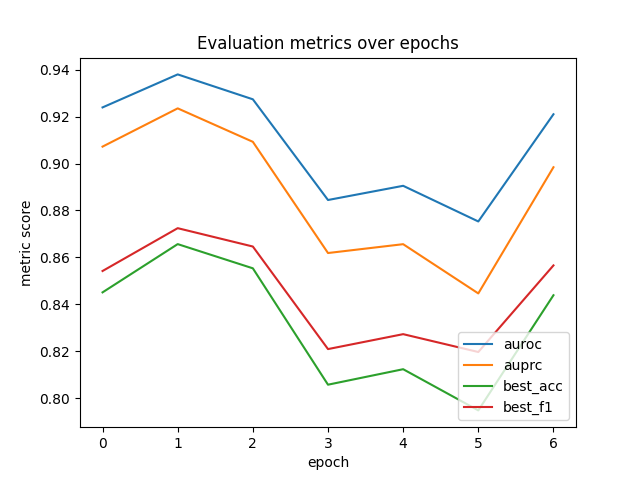 Evaluation metrics over epochs
metric score
0.94
0.92
0.90
0.88
0.86
0.84
0.82
0.80
auroc
auprc
best_acc
best_f1
0 1 2 3 4 5 6
epoch